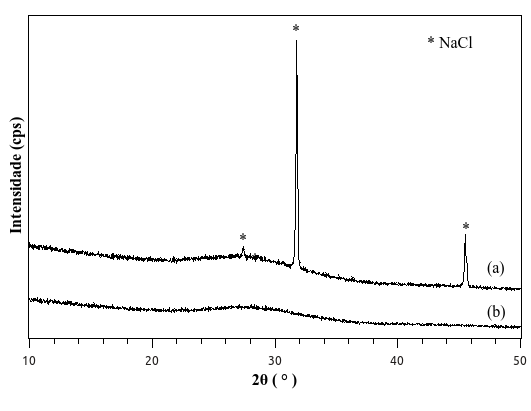 *
* NaCl
*
*
Intensidade (cps)
(a)
(b)
10 20 30 40 50
2θ ( ° )